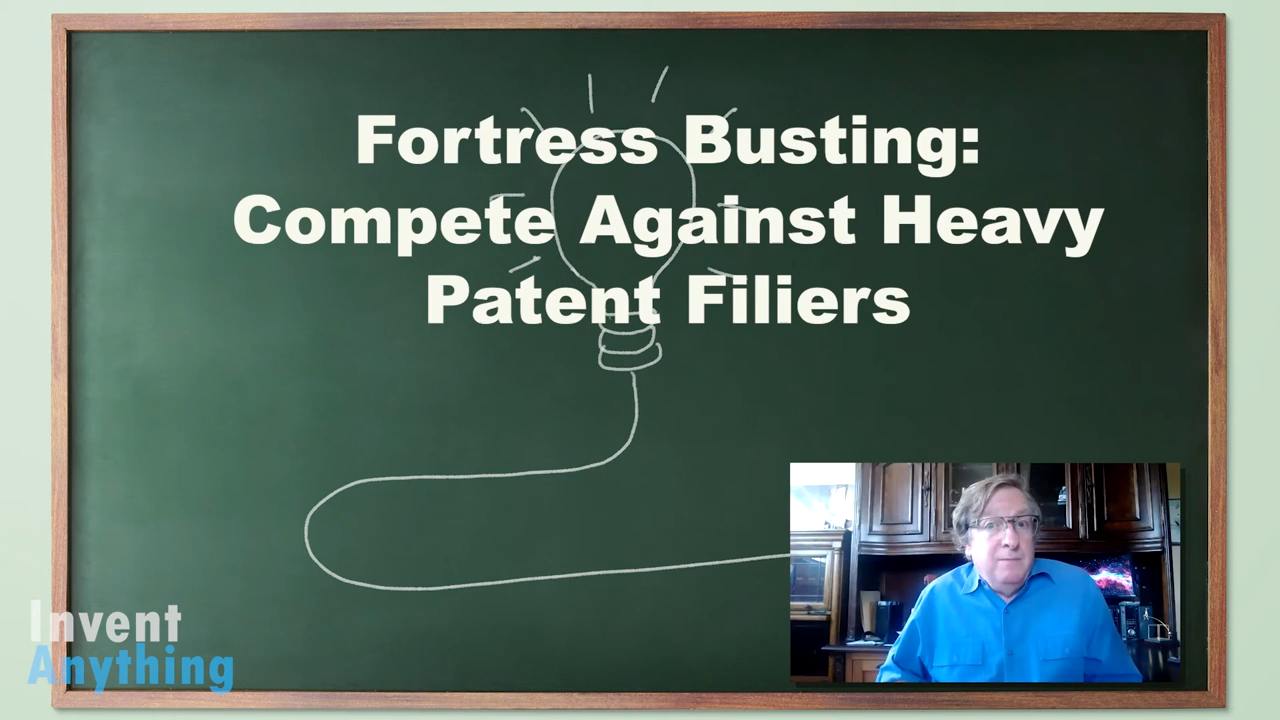 Fortress Busting:
Compete Against Heavy
Patent Filiers
Invent
Anything